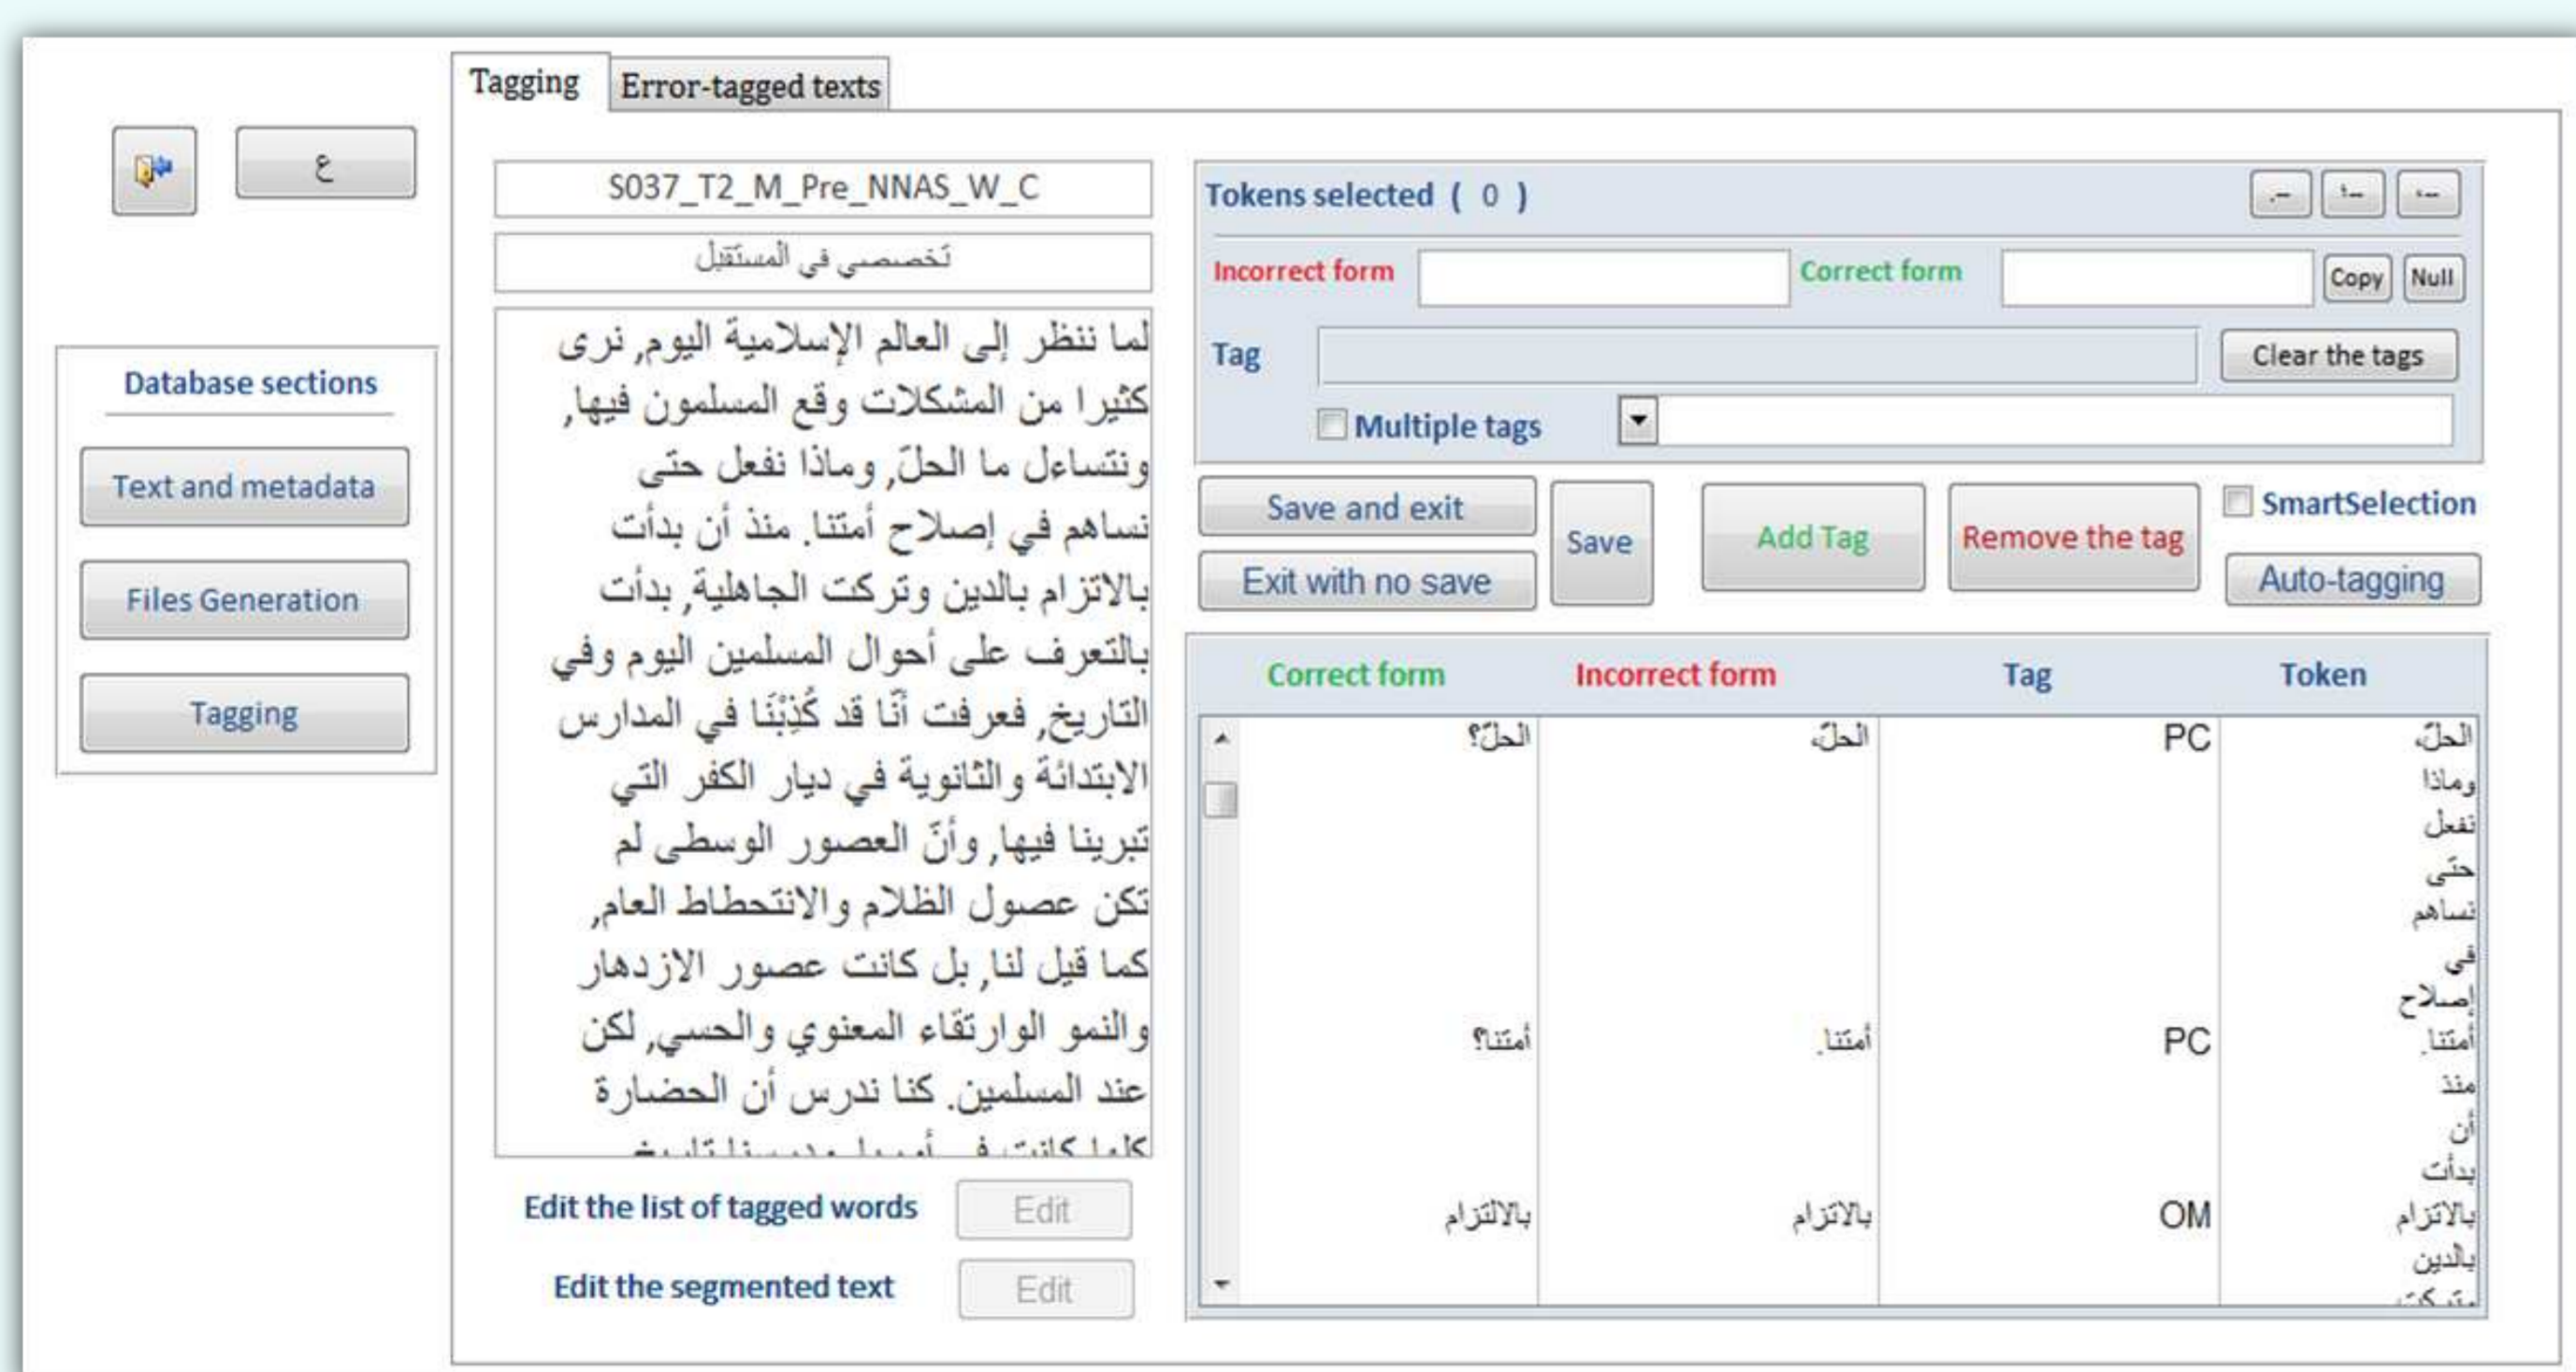 Tagging
Error-tagged texts
ع
Database sections
Text and metadata
Files Generation
Tagging
S037_T2_M_Pre_NNAS_W_C
تخصصي في المستقبل
لما ننظر إلى العالم الإسلامية اليوم, نرى
كثيرا من المشكلات وقع المسلمون فيها,
ونتساءل ما الحلّ, وماذا نفعل حتى
نساهم في إصلاح أمتنا. منذ أن بدأت
بالاتزام بالدين وتركت الجاهلية, بدأت
بالتعرف على أحوال المسلمين اليوم وفي
التاريخ, فعرفت أنّا قد كُذِبْنَا في المدارس
الابتدائة والثانوية في ديار الكفر التي
تبرينا فيها, وأنّ العصور الوسطى لم
تكن عصول الظلام والانتحطاط العام,
كما قيل لنا, بل كانت عصور الازدهار
والنمو الوارتقاء المعنوي والحسي, لكن
عند المسلمين. كنا ندرس أن الحضارة
Edit the list of tagged words
Edit
Edit the segmented text
Edit
Tokens selected ( 0 )
Incorrect form
Correct form
Copy
Null
Tag
Clear the tags
Multiple tags
Save and exit
Exit with no save
Save
Add Tag
Remove the tag
SmartSelection
Auto-tagging
Correct form Incorrect form Tag Token
الحلّ؟ الحلّ، PC الحلّ،
وماذا
نفعل
حتى
نساهم
في
إصلاح
أمتنا؟ أمتنا. PC أمتنا.
منذ
أن
بدأت
بالالتزام بالاتزام OM بالاتزام
بالدين
وتركت